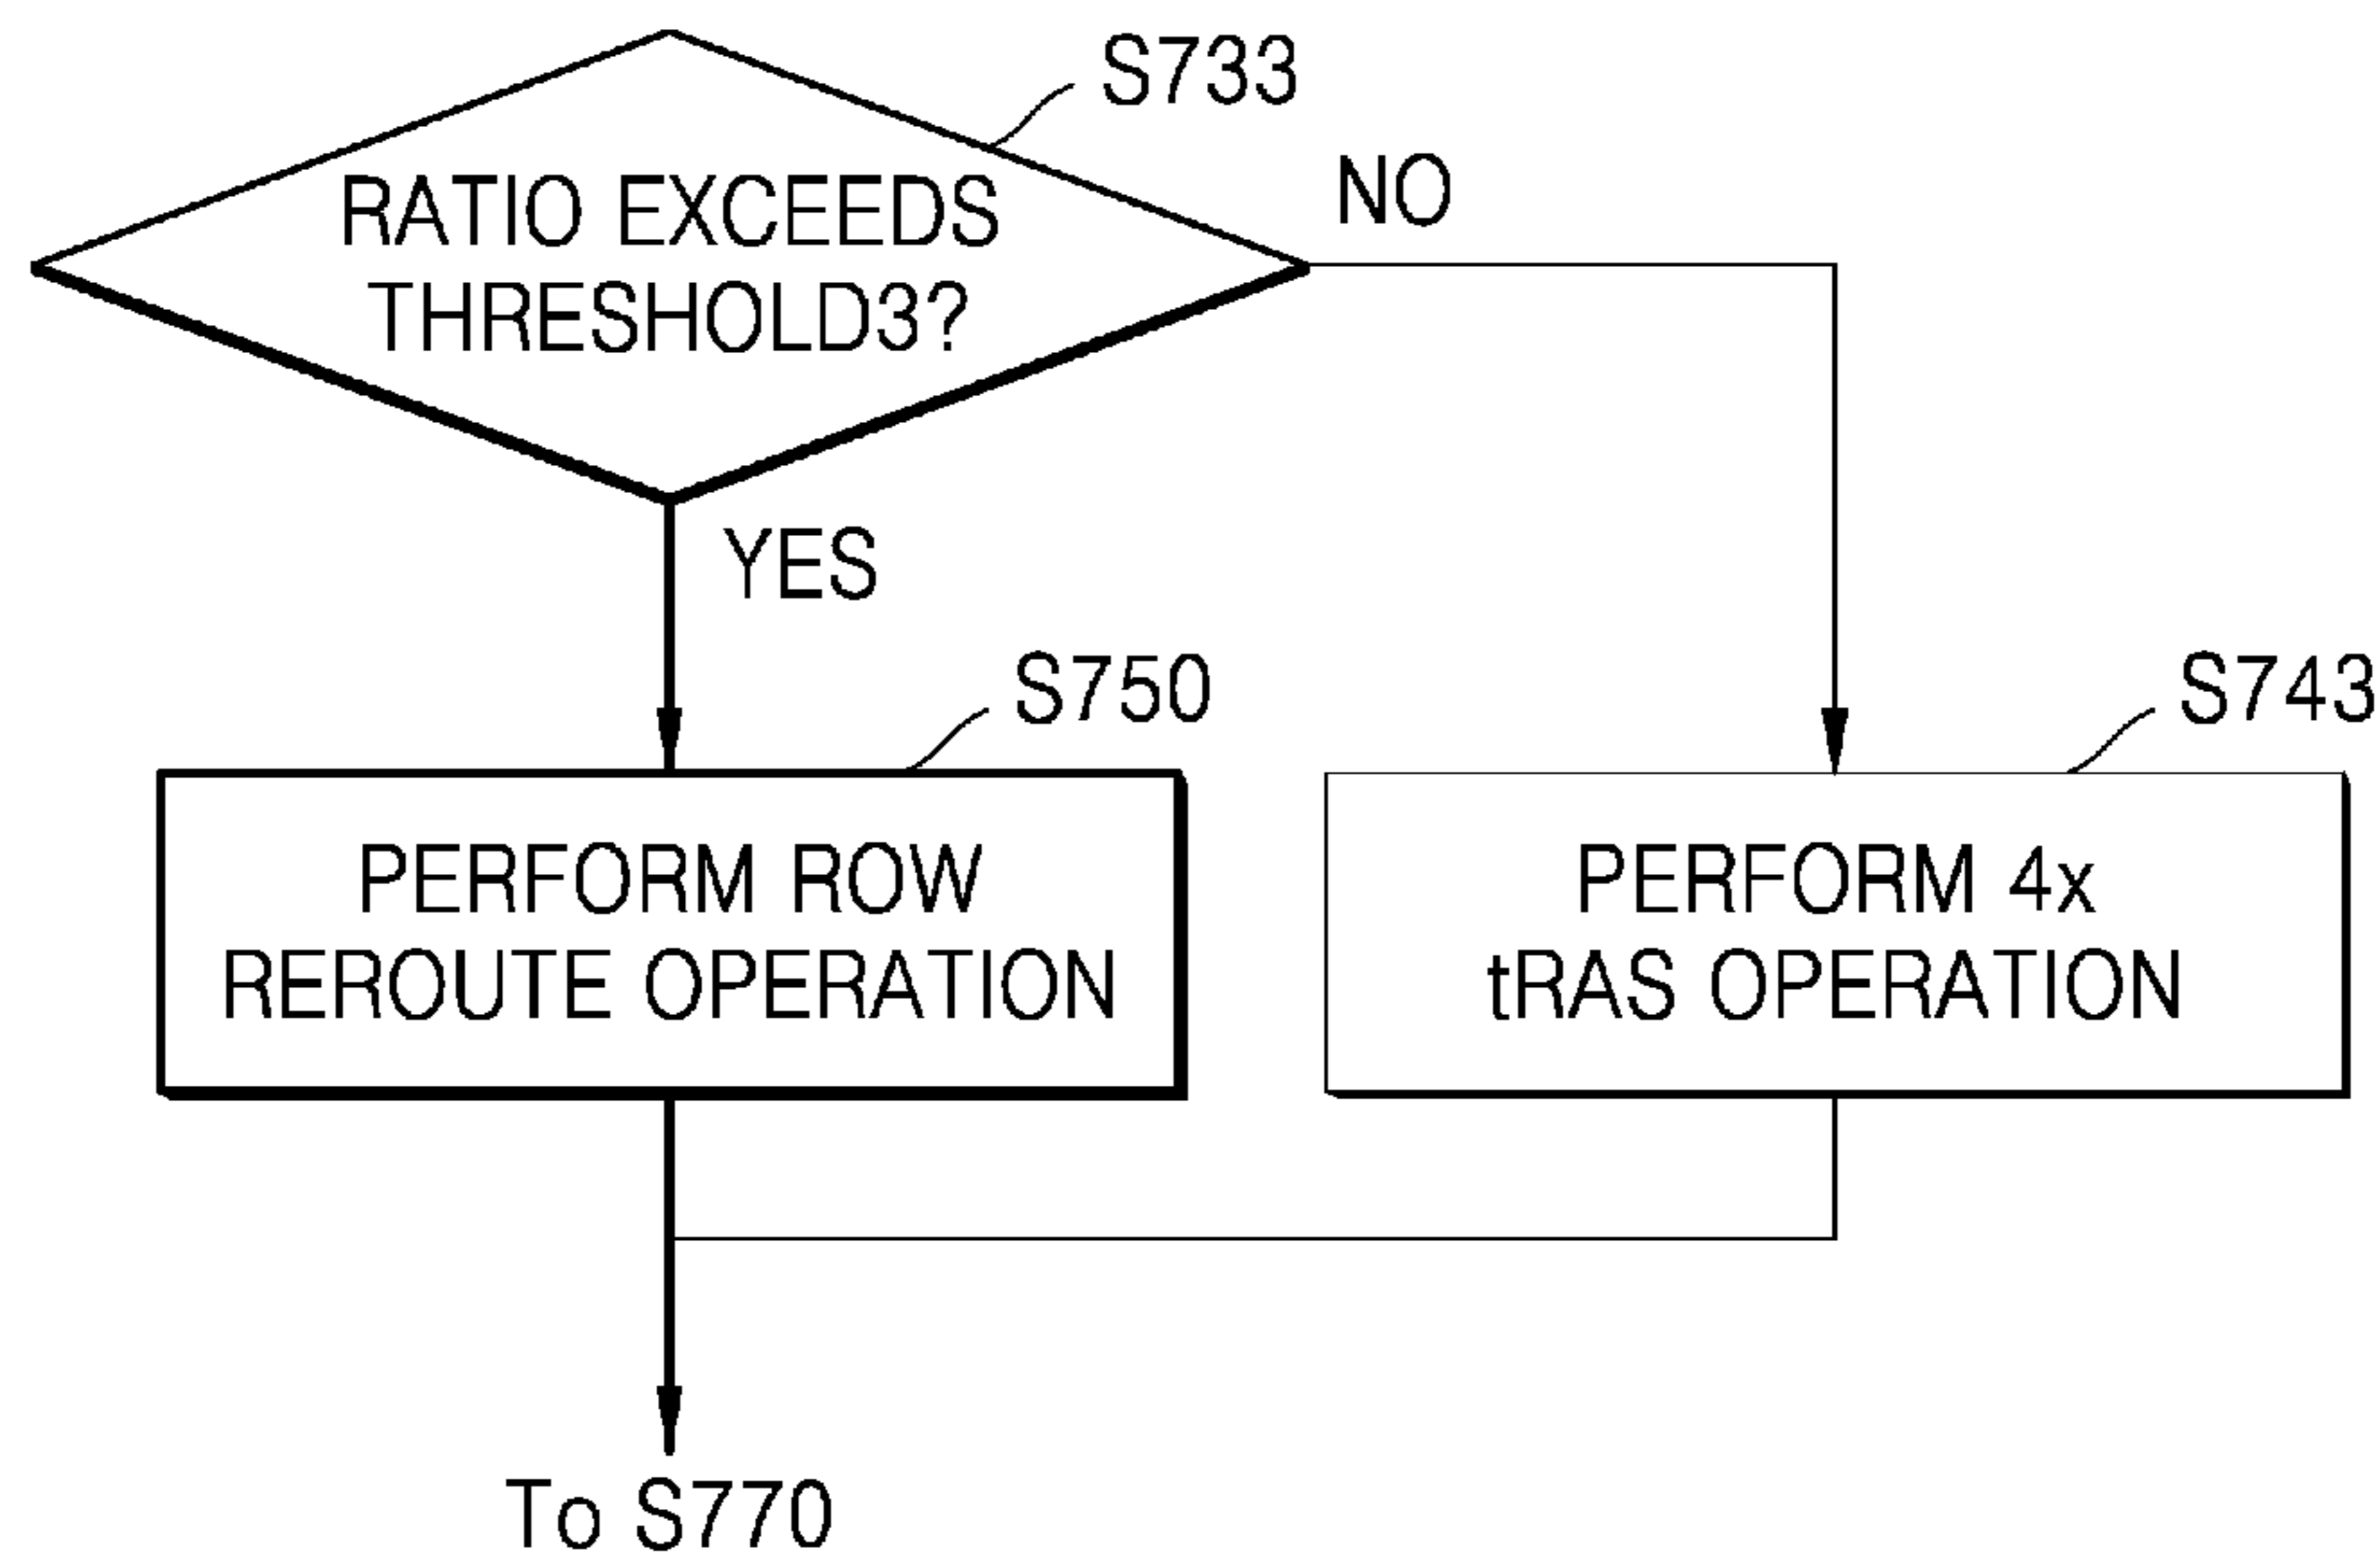 S733
RATIO EXCEEDS
THRESHOLD3?
NO
YES
S750
S743
PERFORM ROW
REROUTE OPERATION
PERFORM 4x
tRAS OPERATION
To S770